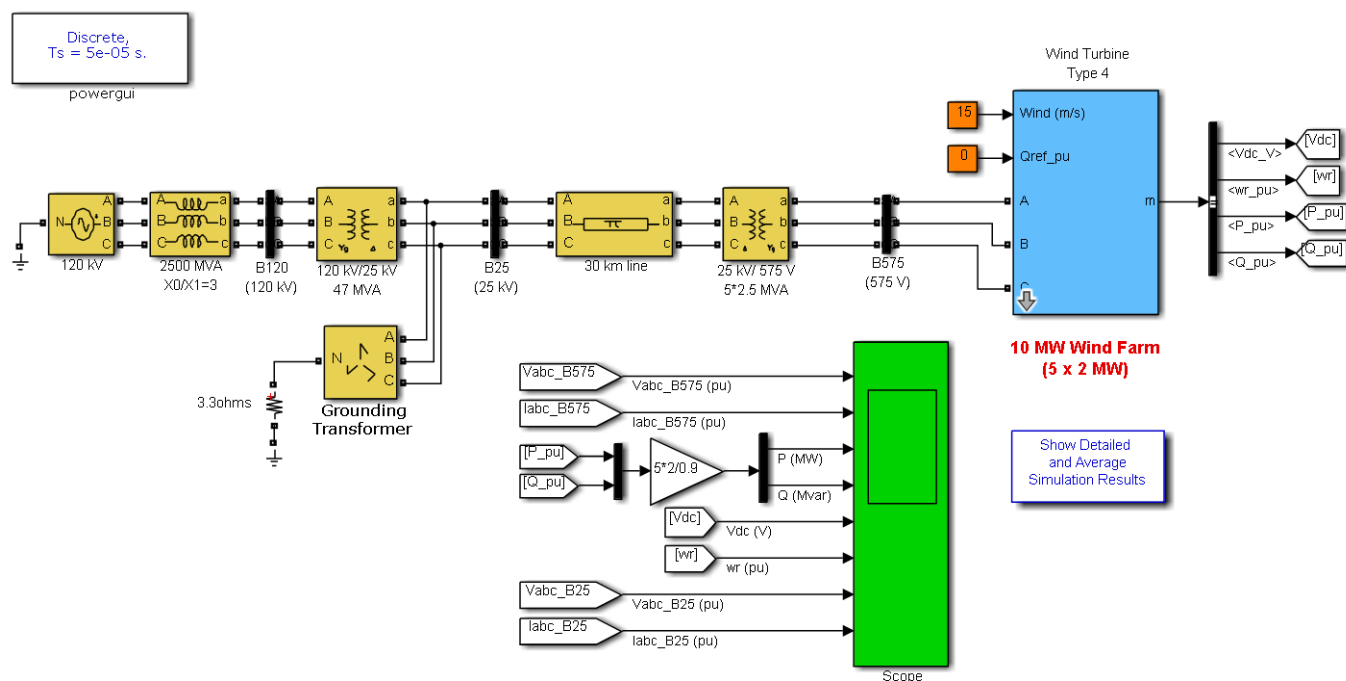 Discrete,
Ts = 5e-05 s.
powergui
Wind Turbine
Type 4
15
Wind (m/s)
0
Qref_pu
A
B
C
m
<Vdc_V>
[Vdc]
<wr_pu>
[wr]
<P_pu>
[P_pu]
<Q_pu>
[Q_pu]
N
A
B
C
120 kV
A
B
C
a
b
c
2500 MVA
X0/X1=3
B120
(120 kV)
A
B
C
a
b
c
Yg
Δ
120 kV/25 kV
47 MVA
B25
(25 kV)
A
B
C
a
b
c
30 km line
A
B
C
a
b
c
Δ
Yg
25 kV/ 575 V
5*2.5 MVA
B575
(575 V)
10 MW Wind Farm
(5 x 2 MW)
N
A
B
C
3.3ohms
Grounding
Transformer
Vabc_B575
Vabc_B575 (pu)
Iabc_B575
Iabc_B575 (pu)
[P_pu]
[Q_pu]
5*2/0.9
P (MW)
Q (Mvar)
[Vdc]
Vdc (V)
[wr]
wr (pu)
Vabc_B25
Vabc_B25 (pu)
Iabc_B25
Iabc_B25 (pu)
Scope
Show Detailed
and Average
Simulation Results